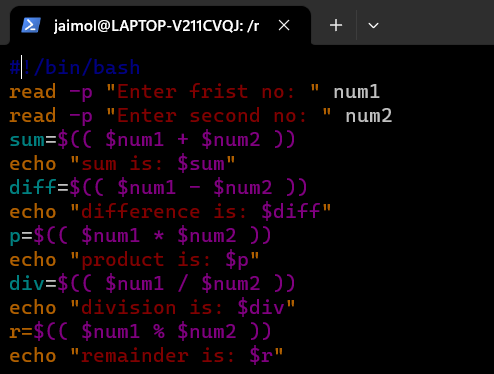 jaimol@LAPTOP-V211CVQJ: /r
#!/bin/bash
read -p "Enter frist no: " num1
read -p "Enter second no: " num2
sum=$(( $num1 + $num2 ))
echo "sum is: $sum"
diff=$(( $num1 - $num2 ))
echo "difference is: $diff"
p=$(( $num1 * $num2 ))
echo "product is: $p"
div=$(( $num1 / $num2 ))
echo "division is: $div"
r=$(( $num1 % $num2 ))
echo "remainder is: $r"